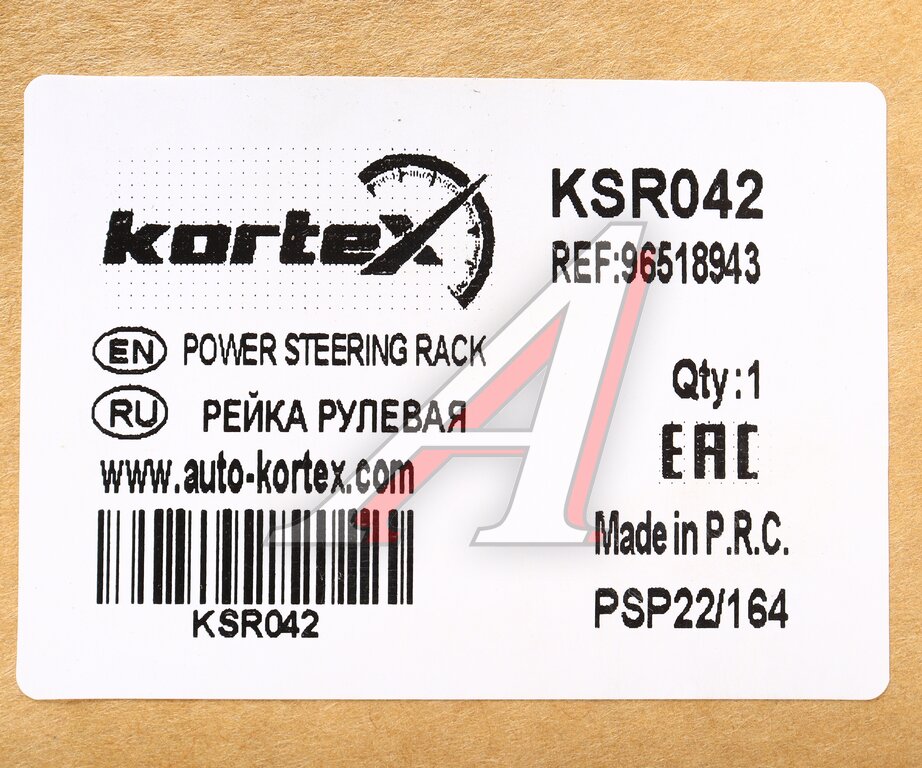 kortex
KSR042
REF:96518943
EN POWER STEERING RACK
RU РЕЙКА РУЛЕВАЯ
www.auto-kortex.com
Qty:1
EAC
Made in P.R.C.
PSP22/164
KSR042